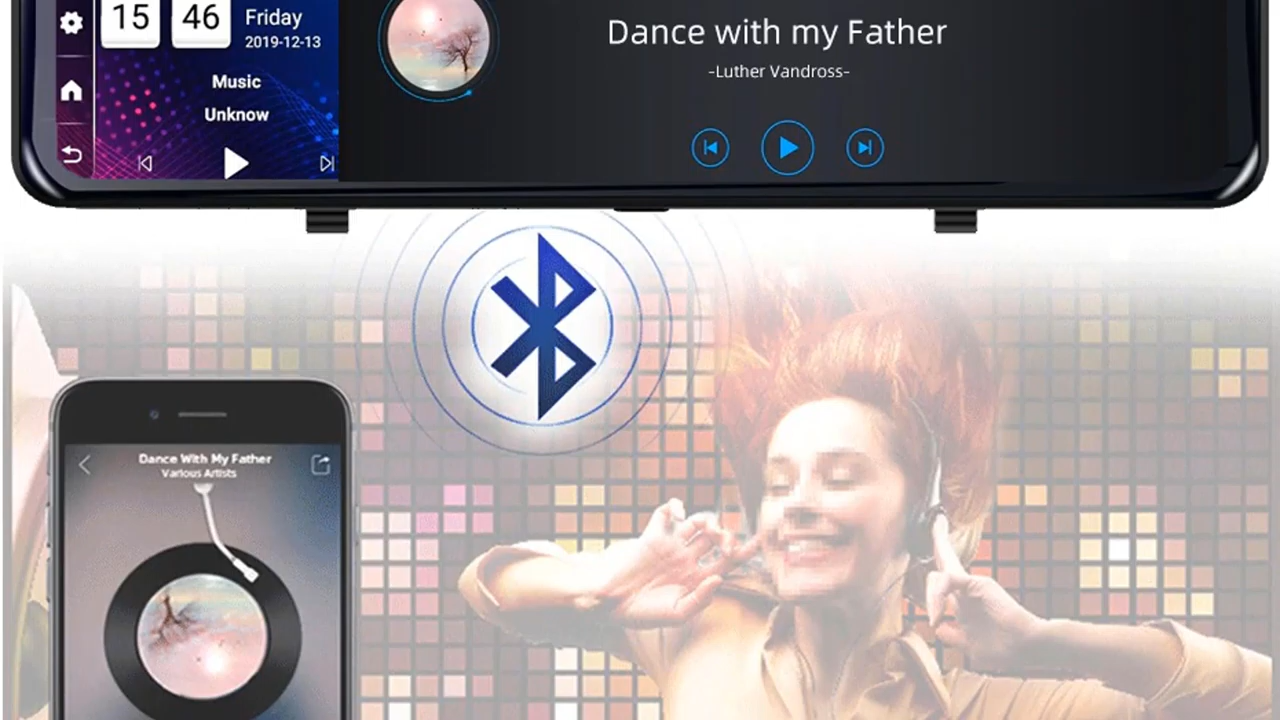 15 46
Friday
2019-12-13
Music
Unknow
Dance with my Father
-Luther Vandross-
Dance With My Father
Various Artists